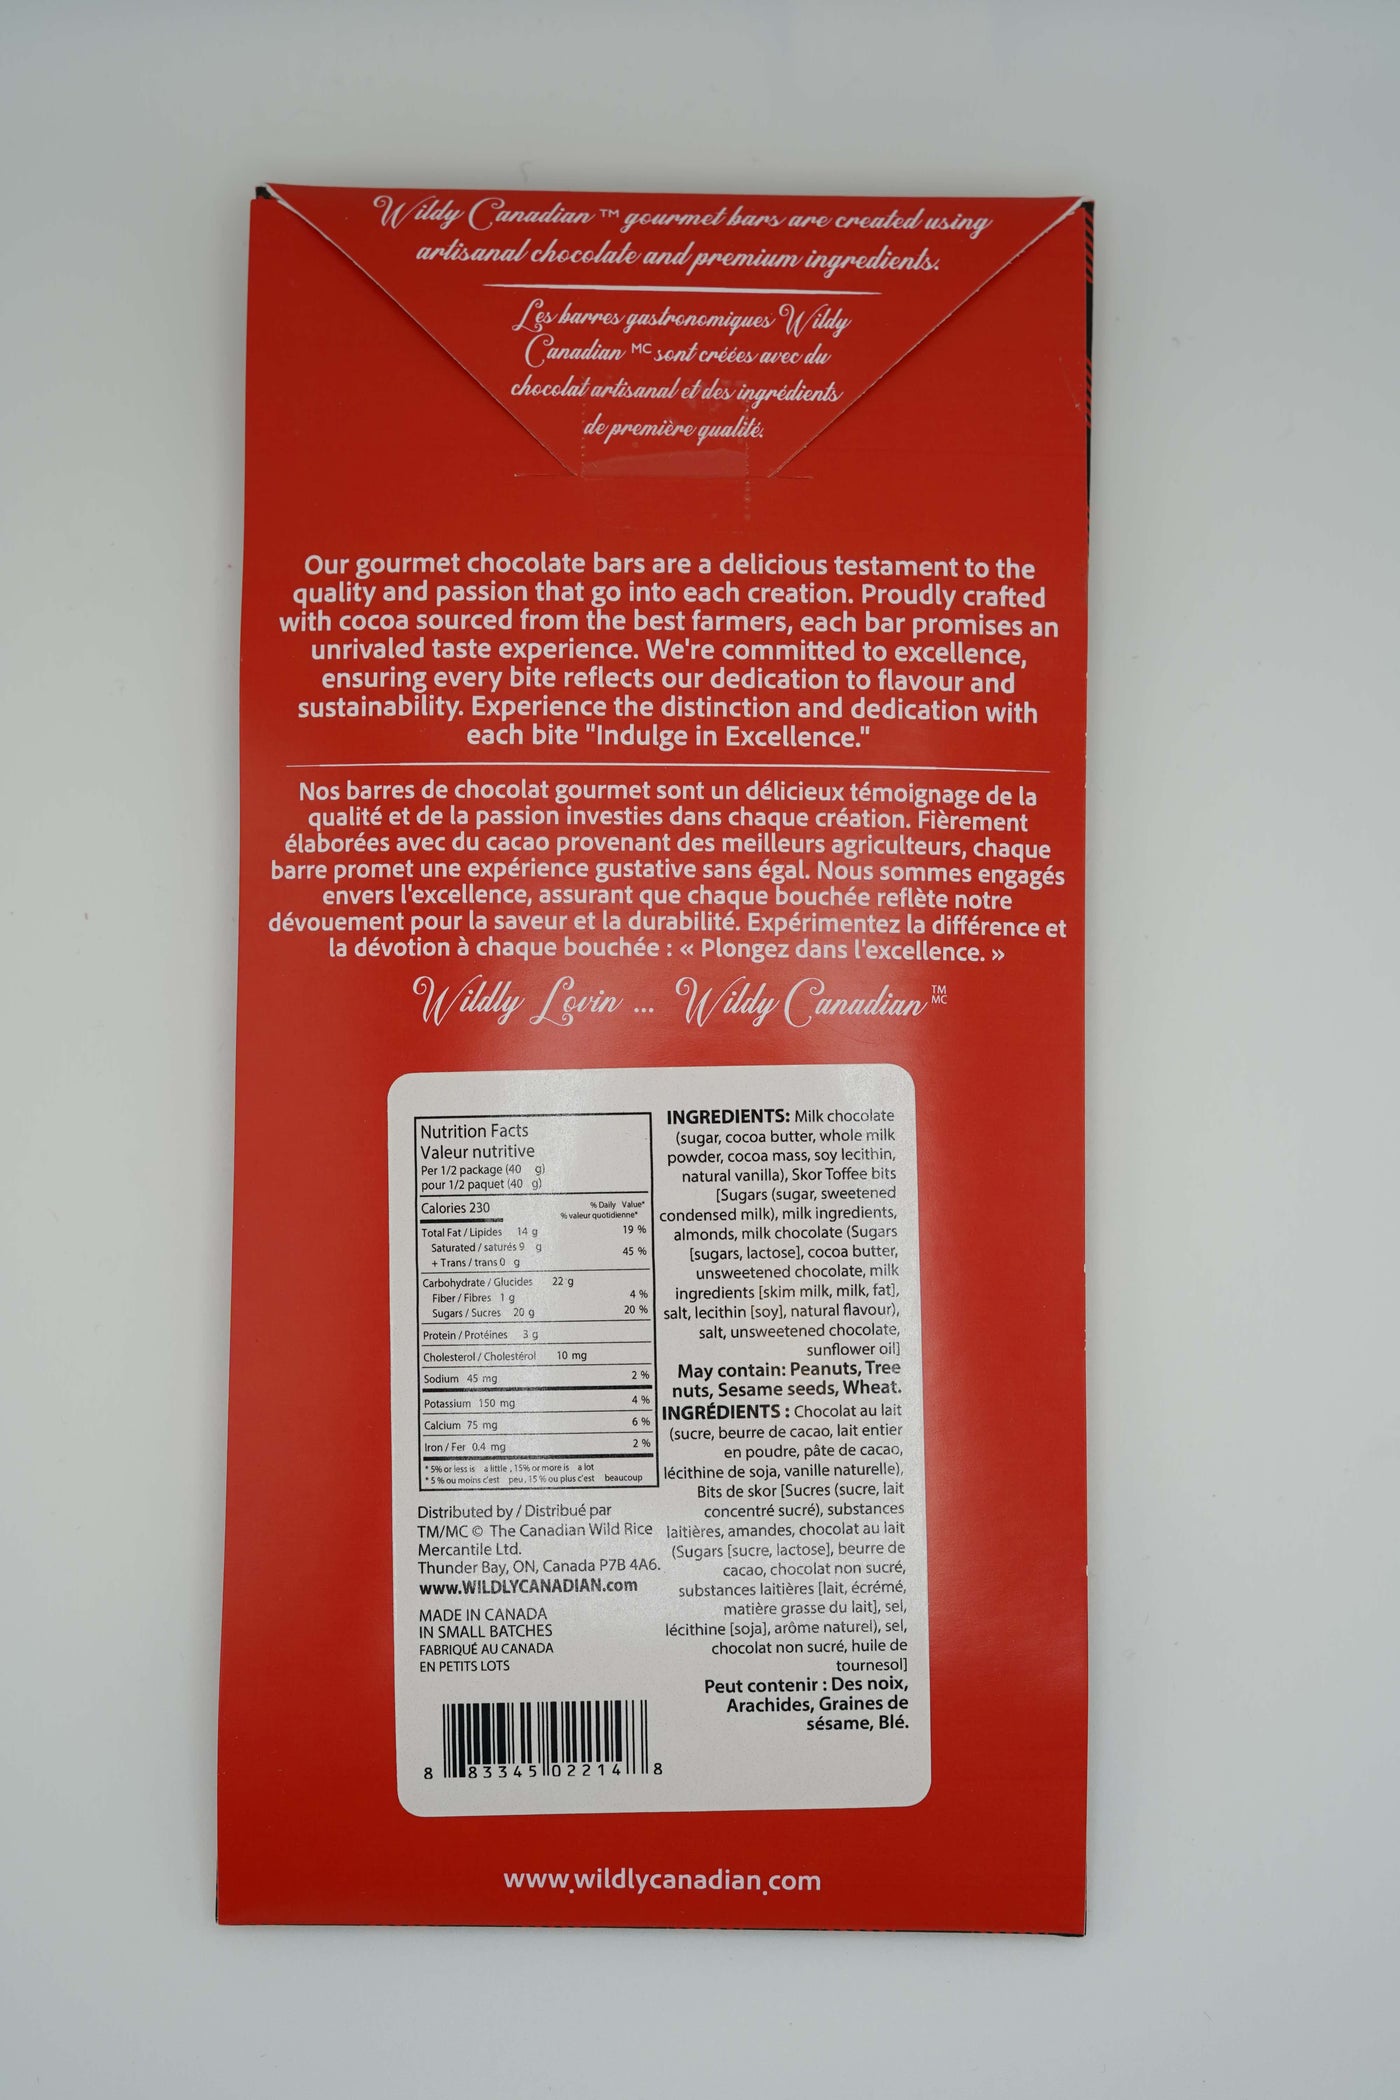 Wildy Canadian ™ gourmet bars are created using
artisanal chocolate and premium ingredients.
Les barres gastronomiques Wildy
Canadian MC sont créées avec du
chocolat artisanal et des ingrédients
de première qualité.
Our gourmet chocolate bars are a delicious testament to the
quality and passion that go into each creation. Proudly crafted
with cocoa sourced from the best farmers, each bar promises an
unrivaled taste experience. We're committed to excellence,
ensuring every bite reflects our dedication to flavour and
sustainability. Experience the distinction and dedication with
each bite "Indulge in Excellence."
Nos barres de chocolat gourmet sont un délicieux témoignage de la
qualité et de la passion investies dans chaque création. Fièrement
élaborées avec du cacao provenant des meilleurs agriculteurs, chaque
barre promet une expérience gustative sans égal. Nous sommes engagés
envers l'excellence, assurant que chaque bouchée reflète notre
dévouement pour la saveur et la durabilité. Expérimentez la différence et
la dévotion à chaque bouchée : « Plongez dans l'excellence. »
Wildly Lovin ... Wildy Canadian TM MC
Nutrition Facts
Valeur nutritive
Per 1/2 package (40 g)
pour 1/2 paquet (40 g)
Calories 230
% Daily Value*
% valeur quotidienne*
Total Fat / Lipides 14 g 19 %
Saturated / saturés 9 g
+ Trans / trans 0 g 45 %
Carbohydrate / Glucides 22 g
Fiber / Fibres 1 g 4 %
Sugars / Sucres 20 g 20 %
Protein / Protéines 3 g
Cholesterol / Cholestérol 10 mg
Sodium 45 mg 2 %
Potassium 150 mg 4 %
Calcium 75 mg 6 %
Iron / Fer 0.4 mg 2 %
* 5% or less is a little , 15% or more is a lot
* 5 % ou moins c'est peu, 15 % ou plus c'est beaucoup
Distributed by / Distribué par
TM/MC © The Canadian Wild Rice
Mercantile Ltd.
Thunder Bay, ON, Canada P7B 4A6.
www.WILDLYCANADIAN.com
MADE IN CANADA
IN SMALL BATCHES
FABRIQUÉ AU CANADA
EN PETITS LOTS
8 83345 02214 8
INGREDIENTS: Milk chocolate
(sugar, cocoa butter, whole milk
powder, cocoa mass, soy lecithin,
natural vanilla), Skor Toffee bits
[Sugars (sugar, sweetened
condensed milk), milk ingredients,
almonds, milk chocolate (Sugars
[sugars, lactose], cocoa butter,
unsweetened chocolate, milk
ingredients [skim milk, milk, fat],
salt, lecithin [soy], natural flavour),
salt, unsweetened chocolate,
sunflower oil]
May contain: Peanuts, Tree
nuts, Sesame seeds, Wheat.
INGRÉDIENTS : Chocolat au lait
(sucre, beurre de cacao, lait entier
en poudre, pâte de cacao,
lécithine de soja, vanille naturelle),
Bits de skor [Sucres (sucre, lait
concentré sucré), substances
laitières, amandes, chocolat au lait
(Sugars [sucre, lactose], beurre de
cacao, chocolat non sucré,
substances laitières [lait, écrémé,
matière grasse du lait], sel,
lécithine [soja], arôme naturel), sel,
chocolat non sucré, huile de
tournesol]
Peut contenir : Des noix,
Arachides, Graines de
sésame, Blé.
www.wildlycanadian.com